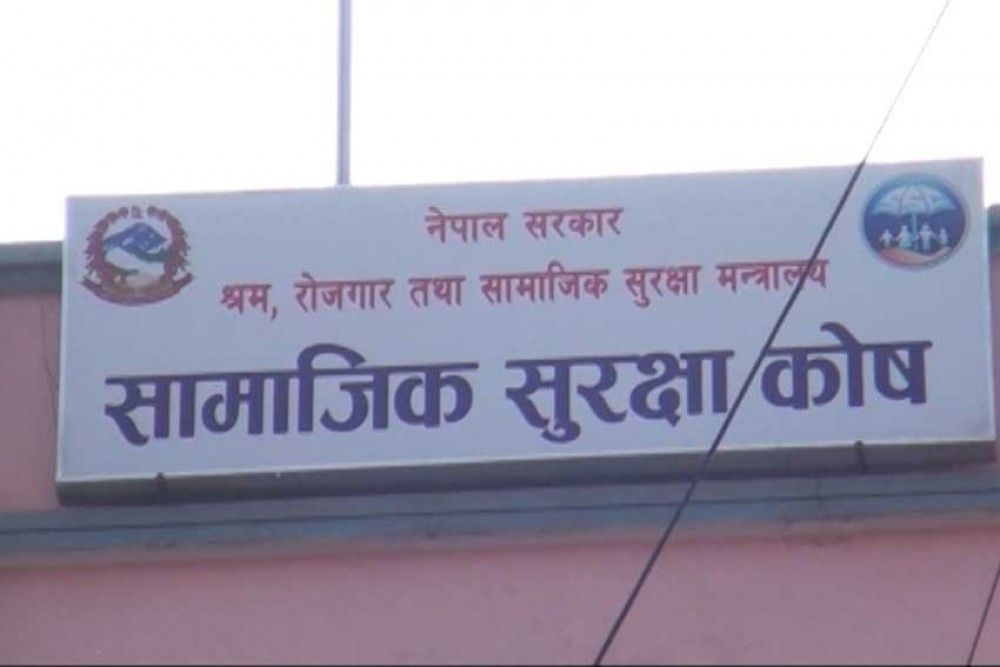 नेपाल सरकार
श्रम, रोजगार तथा सामाजिक सुरक्षा मन्त्रालय
सामाजिक सुरक्षा कोष